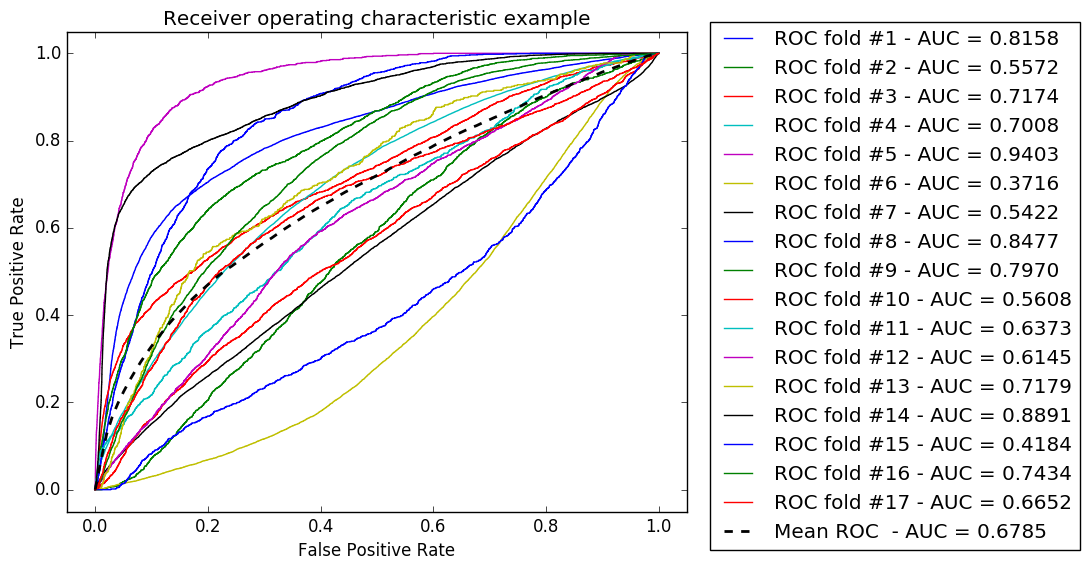 Receiver operating characteristic example
True Positive Rate
1.0
0.8
0.6
0.4
0.2
0.0
0.0 0.2 0.4 0.6 0.8 1.0
False Positive Rate
ROC fold #1 - AUC = 0.8158
ROC fold #2 - AUC = 0.5572
ROC fold #3 - AUC = 0.7174
ROC fold #4 - AUC = 0.7008
ROC fold #5 - AUC = 0.9403
ROC fold #6 - AUC = 0.3716
ROC fold #7 - AUC = 0.5422
ROC fold #8 - AUC = 0.8477
ROC fold #9 - AUC = 0.7970
ROC fold #10 - AUC = 0.5608
ROC fold #11 - AUC = 0.6373
ROC fold #12 - AUC = 0.6145
ROC fold #13 - AUC = 0.7179
ROC fold #14 - AUC = 0.8891
ROC fold #15 - AUC = 0.4184
ROC fold #16 - AUC = 0.7434
ROC fold #17 - AUC = 0.6652
Mean ROC  - AUC = 0.6785